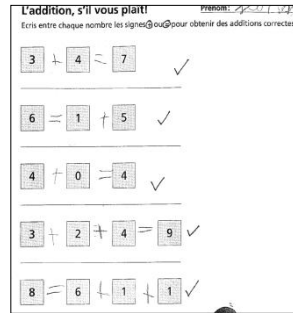 L'addition, s'il vous plaît!
Prénom:
Ecris entre chaque nombre les signes + ou = pour obtenir des additions correctes
3 + 4 = 7 ✓
6 = 1 + 5 ✓
4 + 0 = 4 ✓
3 + 2 + 4 = 9 ✓
8 = 6 + 1 + 1 ✓